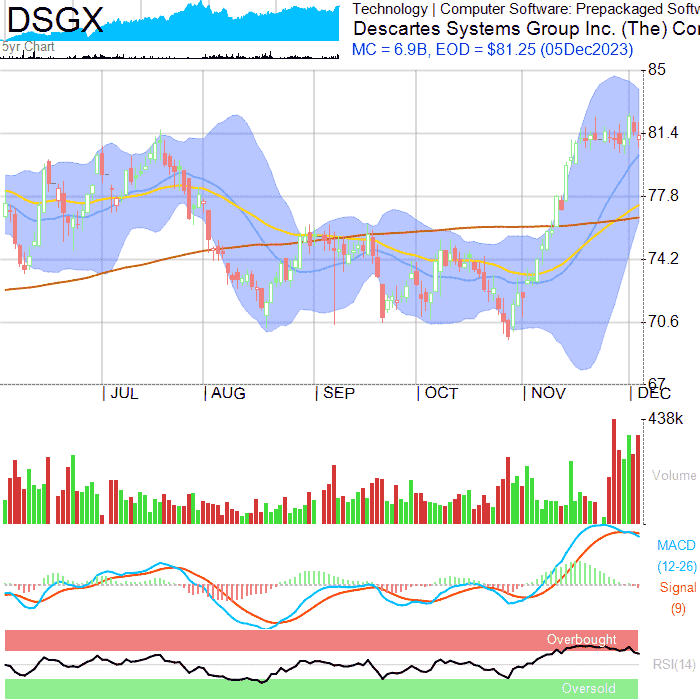 DSGX
5yr Chart
Technology | Computer Software: Prepackaged Softw
Descartes Systems Group Inc. (The) Con
MC = 6.9B, EOD = $81.25 (05Dec2023)
85
81.4
77.8
74.2
70.6
67
JUL AUG SEP OCT NOV DEC
438k
Volume
MACD
(12-26)
Signal
(9)
Overbought
RSI(14)
Oversold